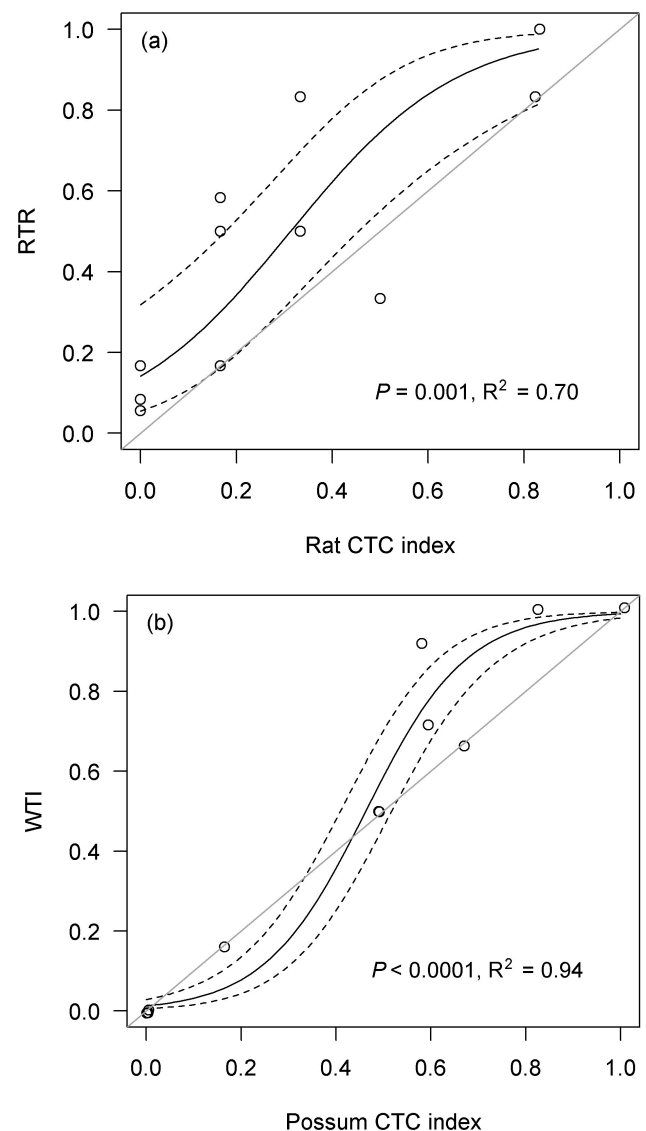 (a)
1.0
0.8
0.6
0.4
0.2
0.0
RTR
P = 0.001, R² = 0.70
0.0 0.2 0.4 0.6 0.8 1.0
Rat CTC index
(b)
1.0
0.8
0.6
0.4
0.2
0.0
WTI
P < 0.0001, R² = 0.94
0.0 0.2 0.4 0.6 0.8 1.0
Possum CTC index